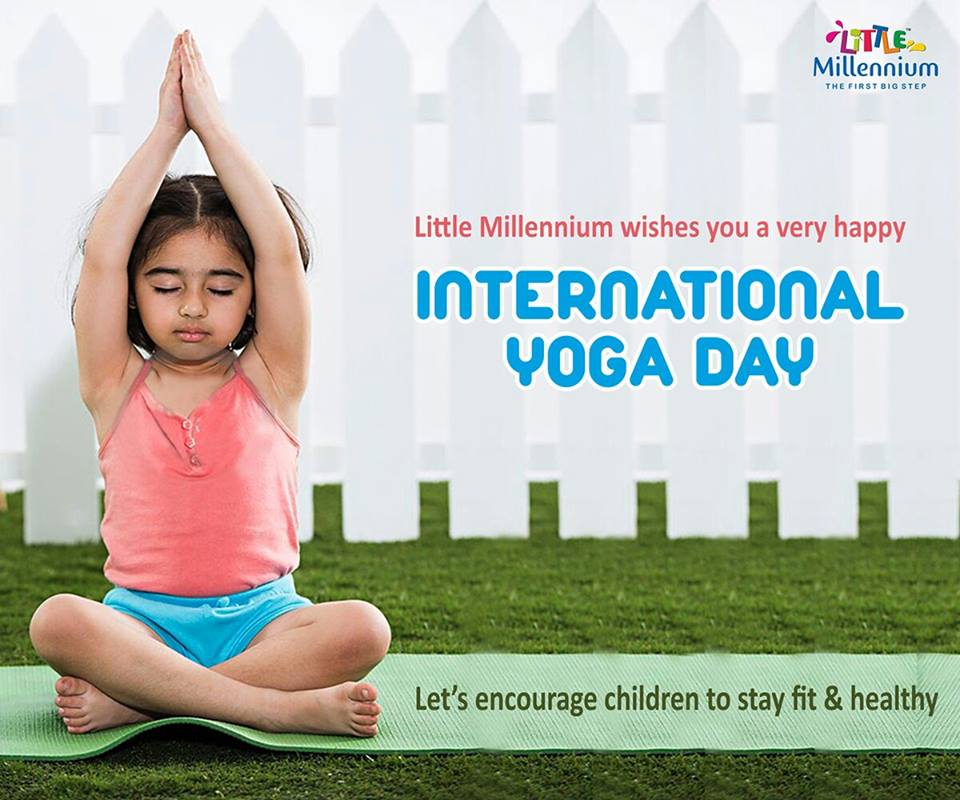 LiTTLE
Millennium
THE FIRST BIG STEP
Little Millennium wishes you a very happy
INTERNATIONAL
YOGA DAY
Let's encourage children to stay fit & healthy